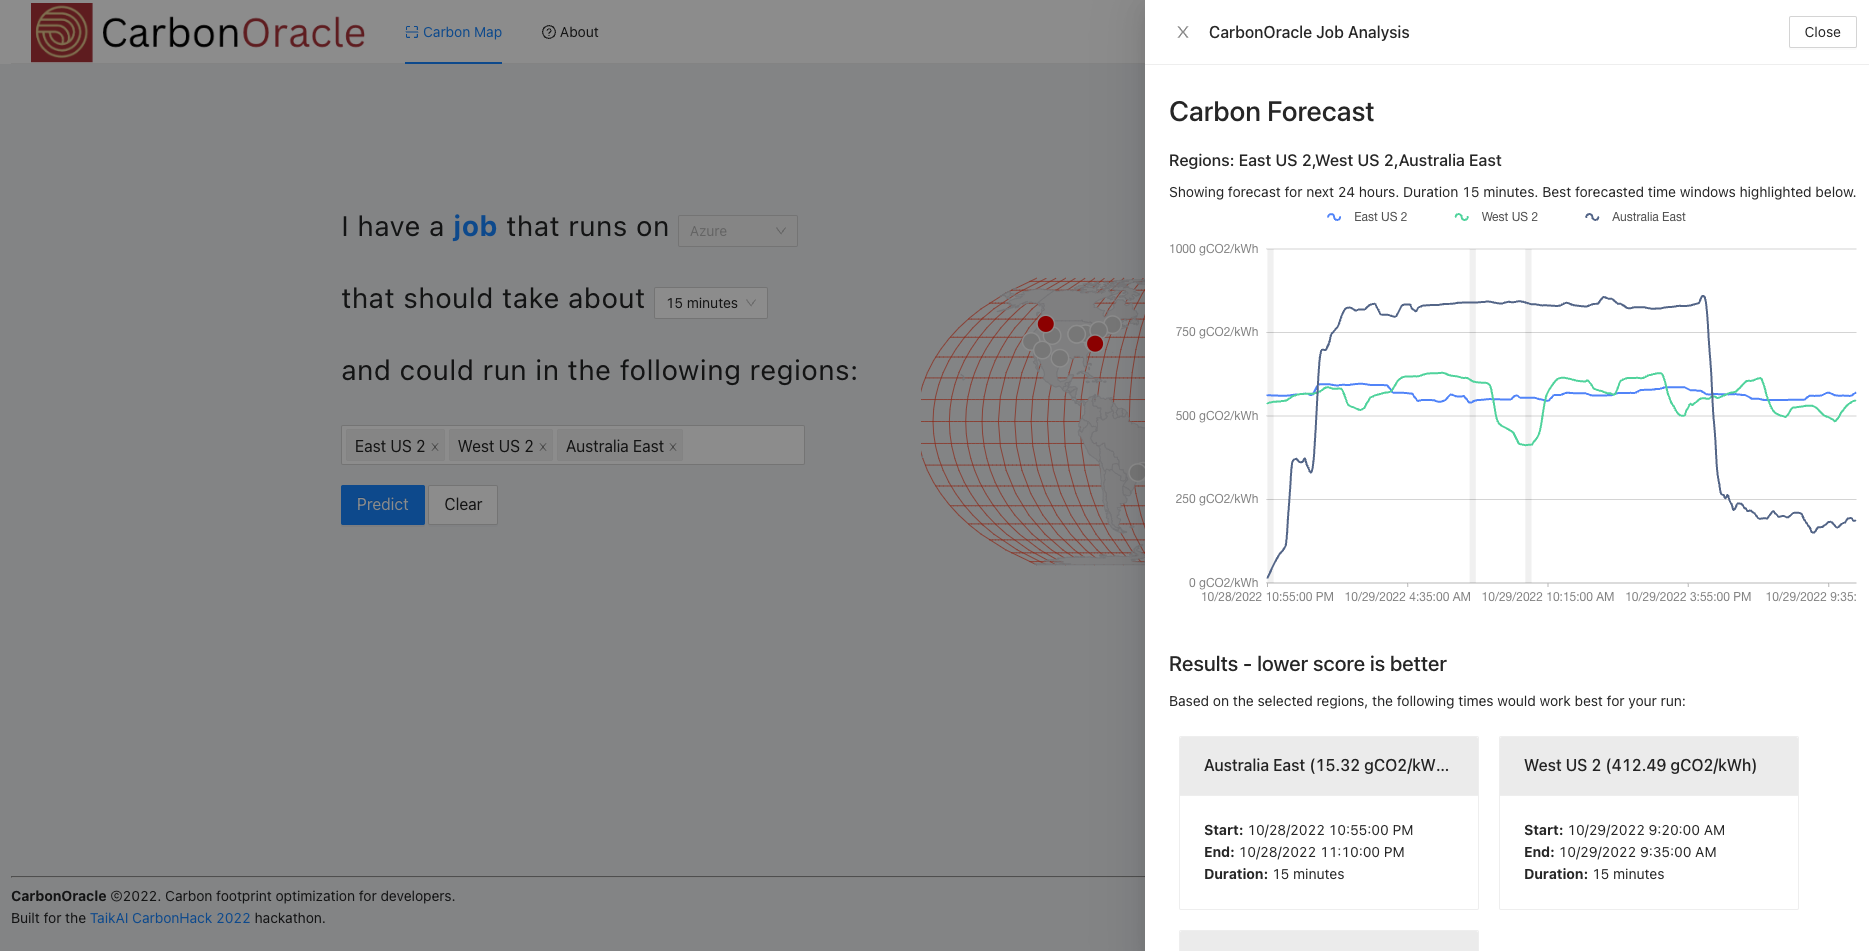 CarbonOracle
Carbon Map
About
I have a job that runs on Azure
that should take about 15 minutes
and could run in the following regions:
East US 2 × West US 2 × Australia East ×
Predict Clear
CarbonOracle ©2022. Carbon footprint optimization for developers.
Built for the TaikAI CarbonHack 2022 hackathon.
CarbonOracle Job Analysis
Close
Carbon Forecast
Regions: East US 2,West US 2,Australia East
Showing forecast for next 24 hours. Duration 15 minutes. Best forecasted time windows highlighted below.
East US 2 West US 2 Australia East
1000 gCO2/kWh
750 gCO2/kWh
500 gCO2/kWh
250 gCO2/kWh
0 gCO2/kWh
10/28/2022 10:55:00 PM 10/29/2022 4:35:00 AM 10/29/2022 10:15:00 AM 10/29/2022 3:55:00 PM 10/29/2022 9:35:
Results - lower score is better
Based on the selected regions, the following times would work best for your run:
Australia East (15.32 gCO2/kW...
Start: 10/28/2022 10:55:00 PM
End: 10/28/2022 11:10:00 PM
Duration: 15 minutes
West US 2 (412.49 gCO2/kWh)
Start: 10/29/2022 9:20:00 AM
End: 10/29/2022 9:35:00 AM
Duration: 15 minutes